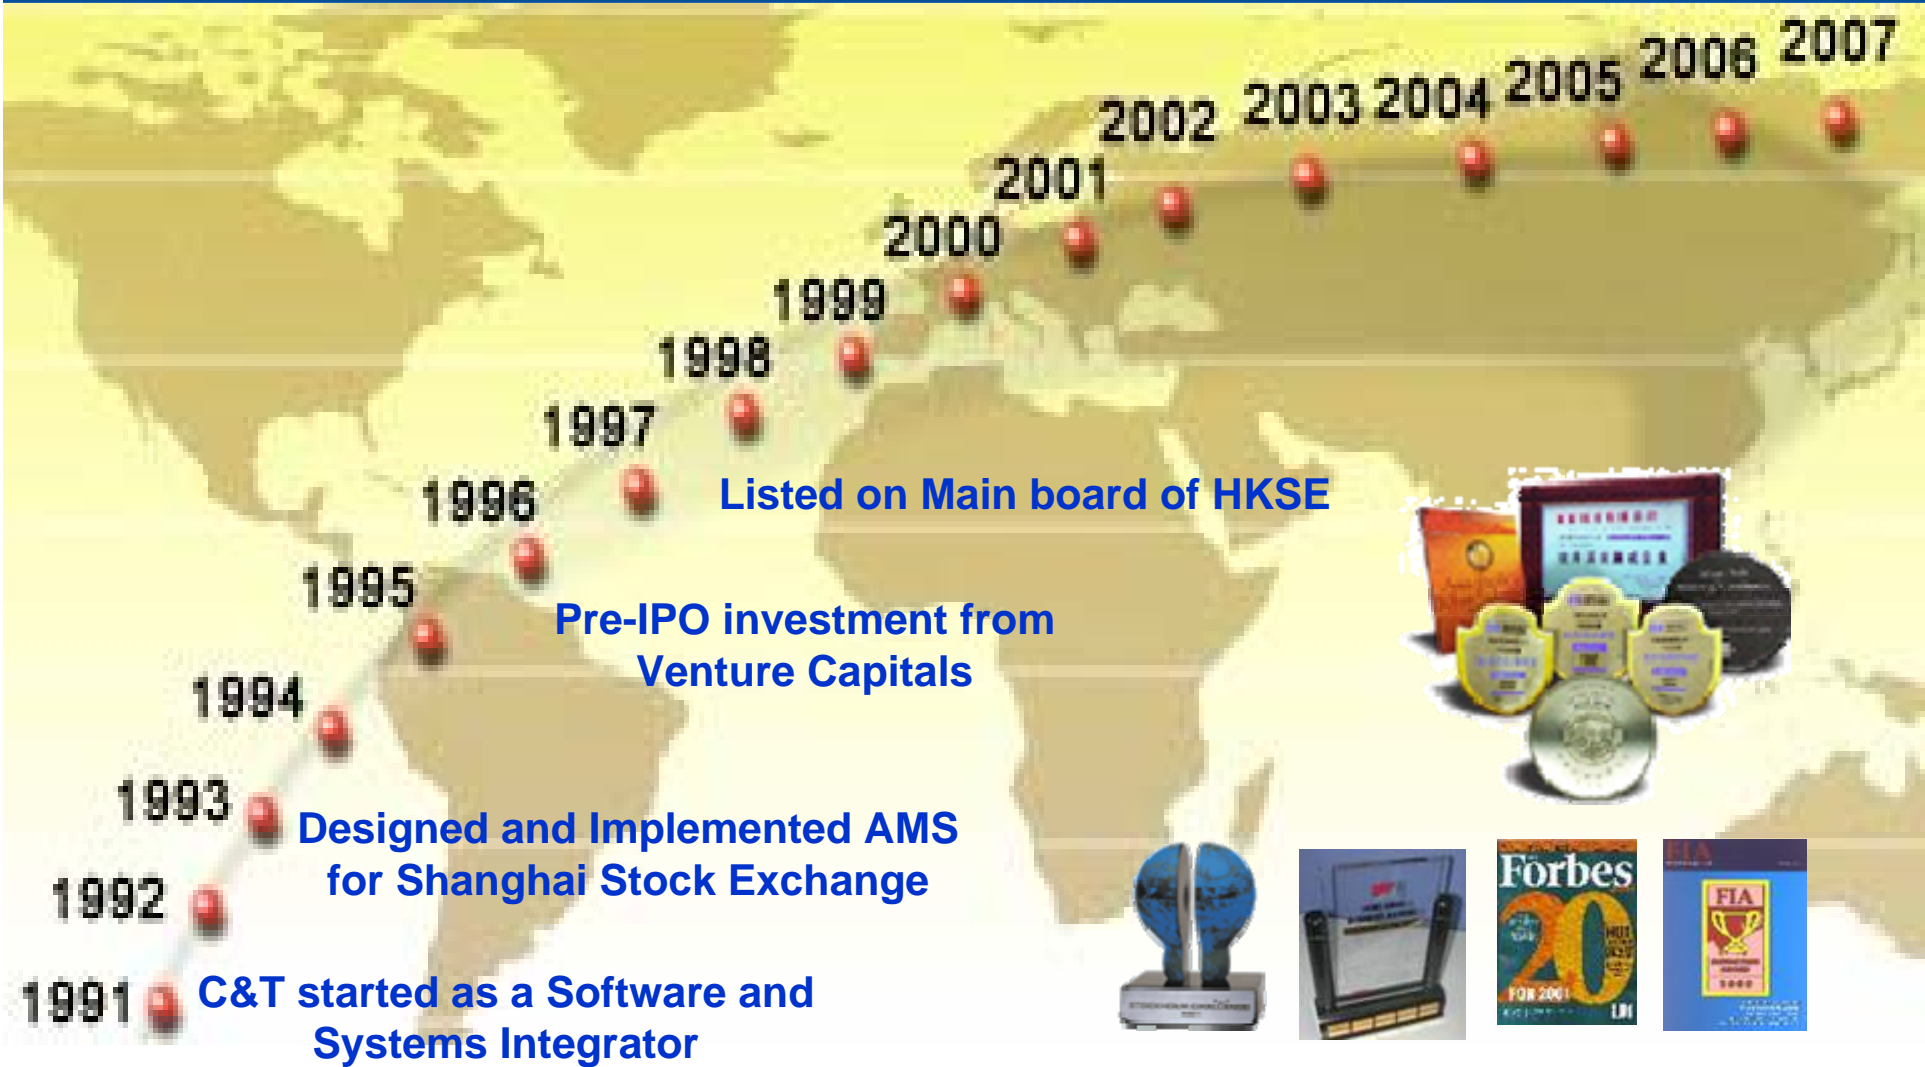 2007
2006
2005
2004
2003
2002
2001
2000
1999
1998
1997
Listed on Main board of HKSE
1996
1995
Pre-IPO investment from
Venture Capitals
1994
1993
Designed and Implemented AMS
for Shanghai Stock Exchange
1992
1991
C&T started as a Software and
Systems Integrator
Forbes
20
FOR 2001
FIA
FIA